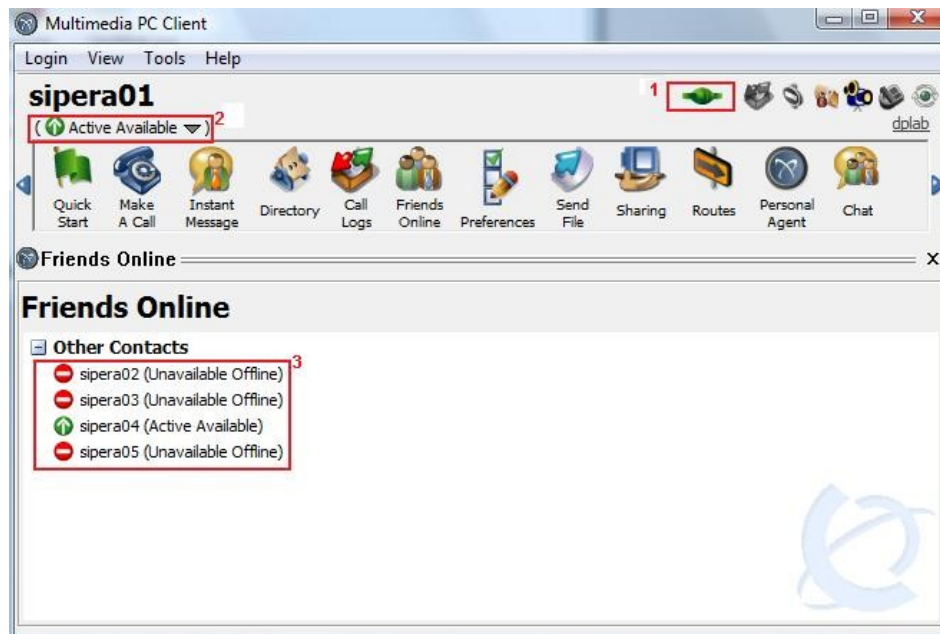 Multimedia PC Client
Login View Tools Help
sipera01
1
( Active Available )
2
dplab
Quick Start
Make A Call
Instant Message
Directory
Call Logs
Friends Online
Preferences
Send File
Sharing
Routes
Personal Agent
Chat
Friends Online
X
Friends Online
Other Contacts
3
sipera02 (Unavailable Offline)
sipera03 (Unavailable Offline)
sipera04 (Active Available)
sipera05 (Unavailable Offline)